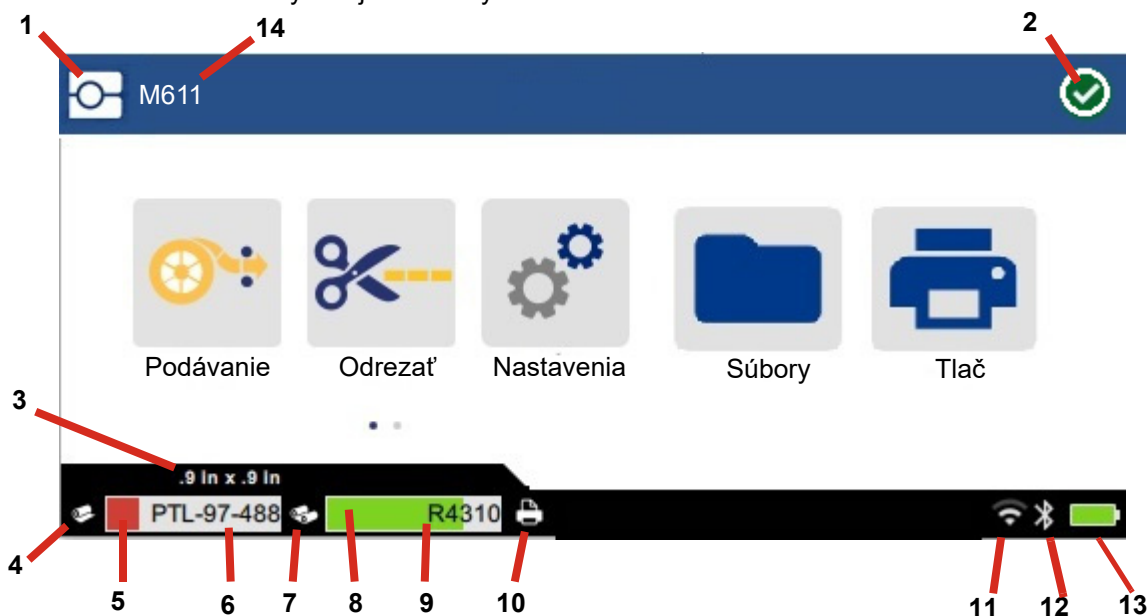 1
14
2
M611
Podávanie
Odrezať
Nastavenia
Súbory
Tlač
3
.9 In x .9 In
PTL-97-488
R4310
4
5
6
7
8
9
10
11
12
13